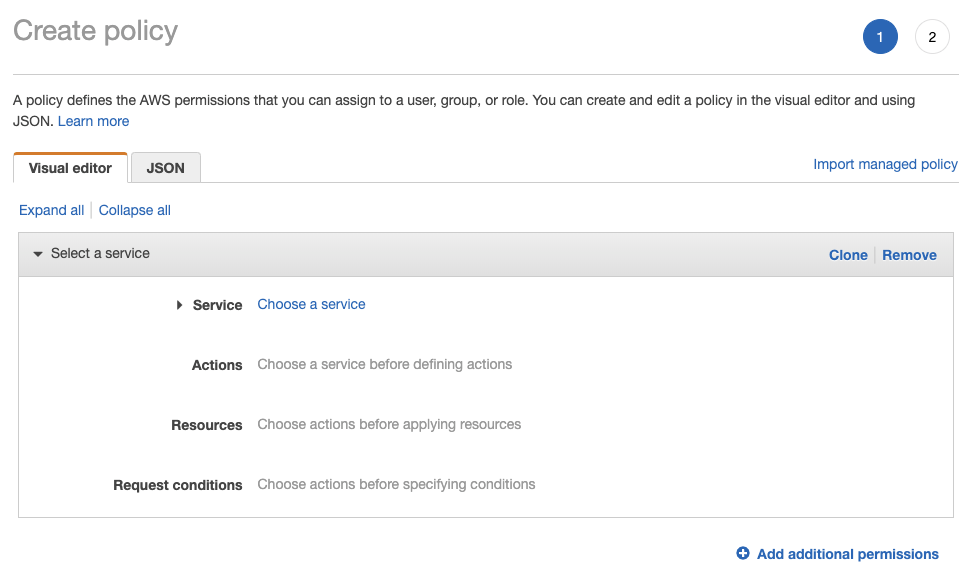 Create policy
1
2
A policy defines the AWS permissions that you can assign to a user, group, or role. You can create and edit a policy in the visual editor and using
JSON. Learn more
Visual editor
JSON
Import managed policy
Expand all
Collapse all
Select a service
Clone
Remove
Service
Choose a service
Actions
Choose a service before defining actions
Resources
Choose actions before applying resources
Request conditions
Choose actions before specifying conditions
Add additional permissions